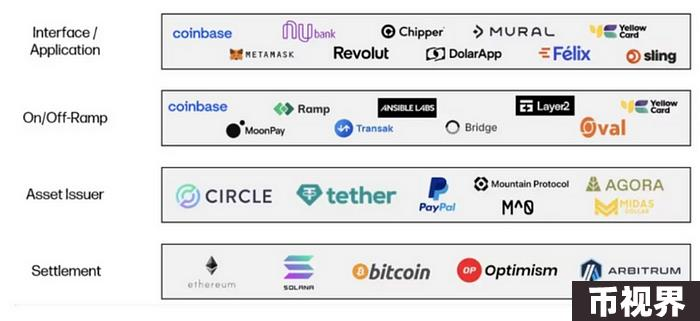 Interface /
Application
coinbase
nu bank
Chipper
MURAL
Yellow Card
METAMASK
Revolut
DolarApp
Félix
sling
On/Off-Ramp
coinbase
Ramp
ANSIBLE LABS
Layer2
Yellow Card
MoonPay
Transak
Bridge
Oval
Asset Issuer
CIRCLE
tether
PayPal
Mountain Protocol
AGORA
M^0
MIDAS
DOLLAR
Settlement
ethereum
SOLANA
bitcoin
OP Optimism
ARBITRUM
币视界